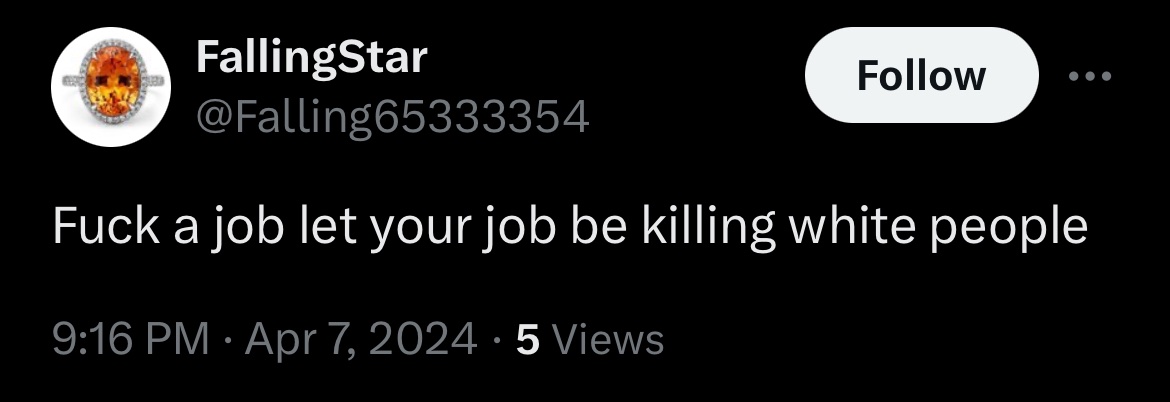 FallingStar
@Falling65333354
Follow
Fuck a job let your job be killing white people
9:16 PM · Apr 7, 2024 · 5 Views